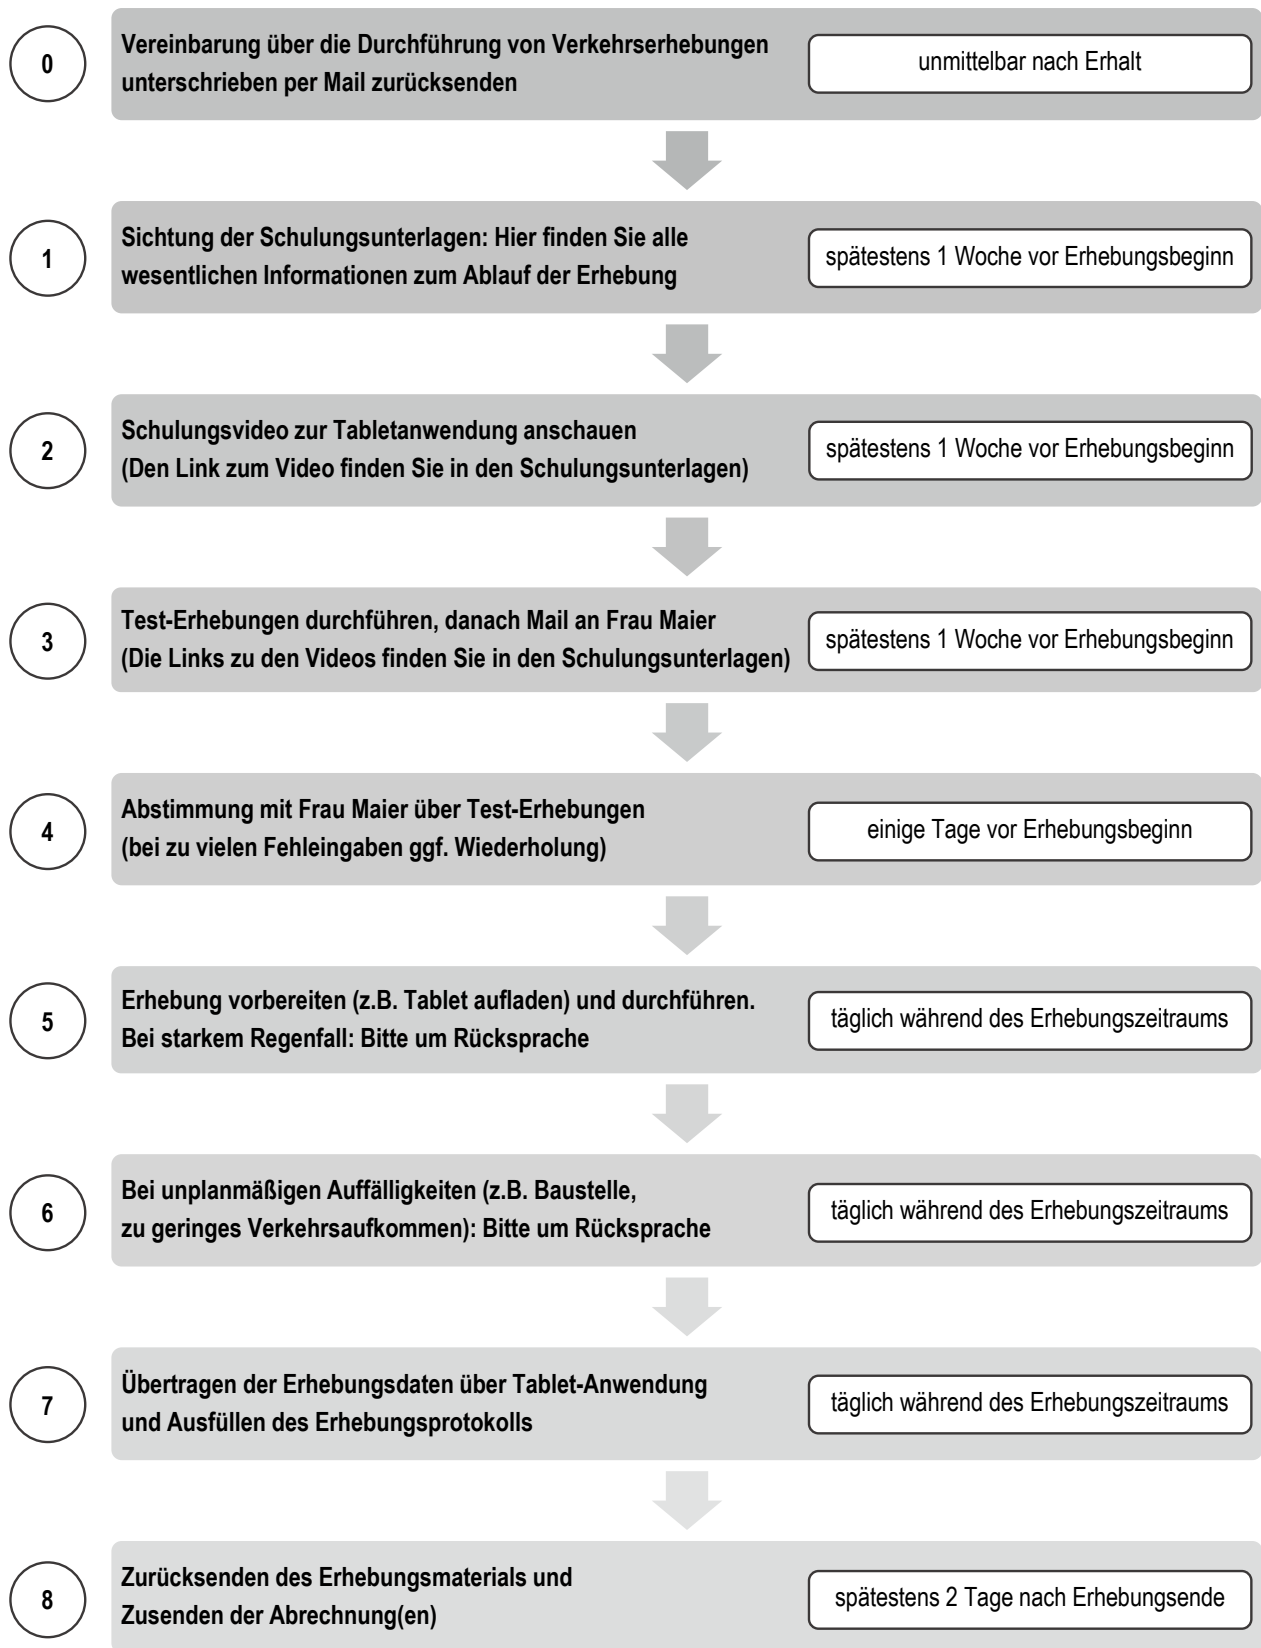 0
Vereinbarung über die Durchführung von Verkehrserhebungen
unterschrieben per Mail zurücksenden
unmittelbar nach Erhalt
1
Sichtung der Schulungsunterlagen: Hier finden Sie alle
wesentlichen Informationen zum Ablauf der Erhebung
spätestens 1 Woche vor Erhebungsbeginn
2
Schulungsvideo zur Tabletanwendung anschauen
(Den Link zum Video finden Sie in den Schulungsunterlagen)
spätestens 1 Woche vor Erhebungsbeginn
3
Test-Erhebungen durchführen, danach Mail an Frau Maier
(Die Links zu den Videos finden Sie in den Schulungsunterlagen)
spätestens 1 Woche vor Erhebungsbeginn
4
Abstimmung mit Frau Maier über Test-Erhebungen
(bei zu vielen Fehleingaben ggf. Wiederholung)
einige Tage vor Erhebungsbeginn
5
Erhebung vorbereiten (z.B. Tablet aufladen) und durchführen.
Bei starkem Regenfall: Bitte um Rücksprache
täglich während des Erhebungszeitraums
6
Bei unplanmäßigen Auffälligkeiten (z.B. Baustelle,
zu geringes Verkehrsaufkommen): Bitte um Rücksprache
täglich während des Erhebungszeitraums
7
Übertragen der Erhebungsdaten über Tablet-Anwendung
und Ausfüllen des Erhebungsprotokolls
täglich während des Erhebungszeitraums
8
Zurücksenden des Erhebungsmaterials und
Zusenden der Abrechnung(en)
spätestens 2 Tage nach Erhebungsende